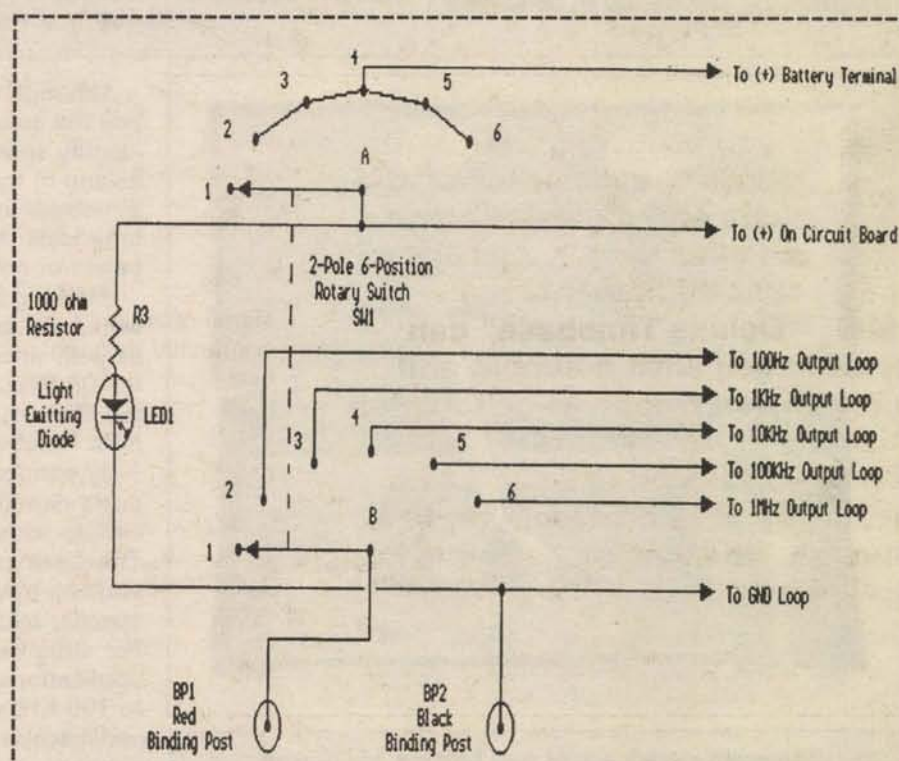 4
3
5
To (+) Battery Terminal
2
6
A
1
To (+) On Circuit Board
2-Pole 6-Position
Rotary Switch
SW1
1000 ohm
Resistor
R3
Light
Emitting
Diode
LED1
To 100Hz Output Loop
To 1KHz Output Loop
4
To 10KHz Output Loop
3
5
To 100KHz Output Loop
2
6
To 1MHz Output Loop
B
1
To GND Loop
BP1
Red
Binding Post
BP2
Black
Binding Post